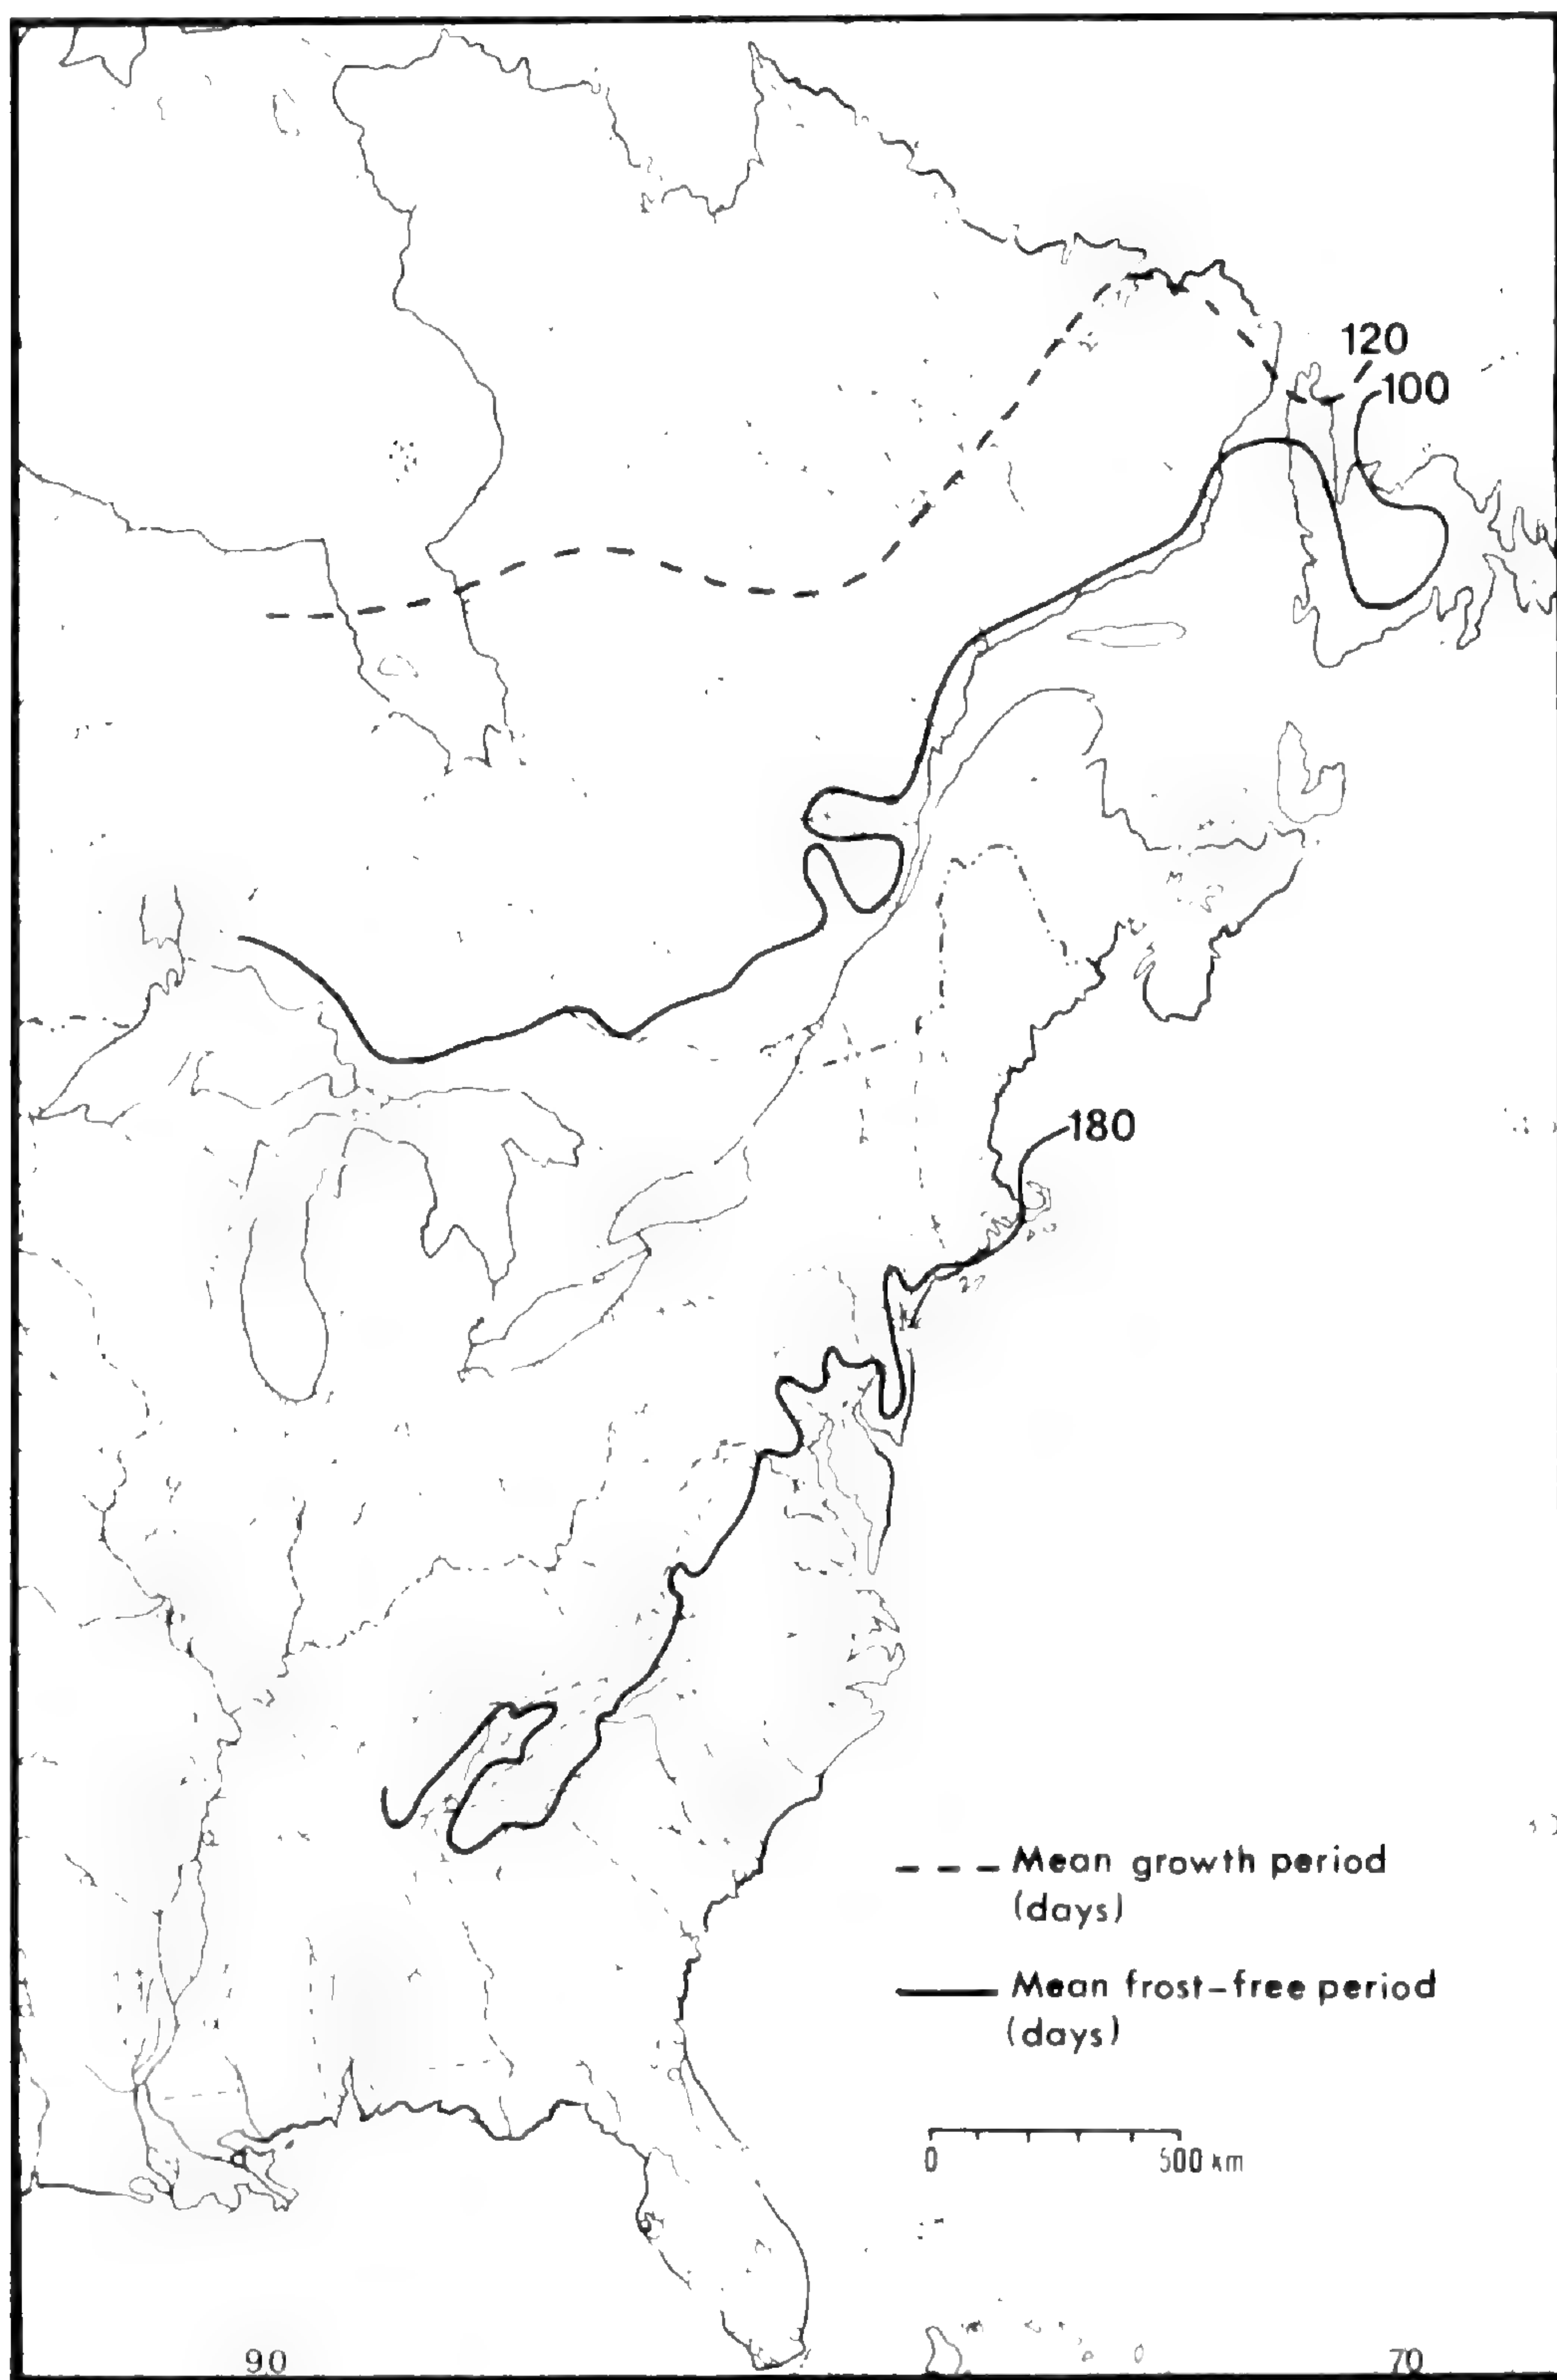 120
100
180
Mean growth period
(days)
Mean frost-free period
(days)
0 500 km
90 70